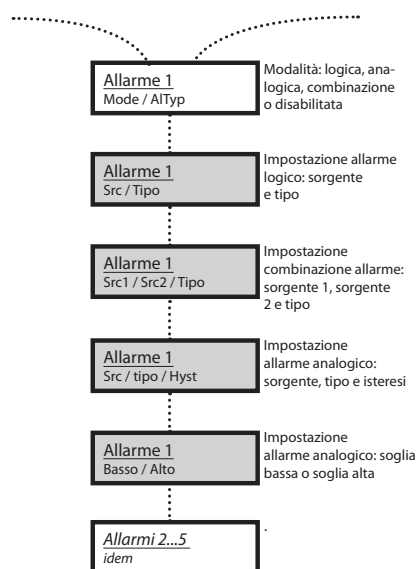 Allarme 1
Mode / AlTyp
Modalità: logica, ana-
logica, combinazione
o disabilitata
Allarme 1
Src / Tipo
Impostazione allarme
logico: sorgente
e tipo
Allarme 1
Src1 / Src2 / Tipo
Impostazione
combinazione allarme:
sorgente 1, sorgente
2 e tipo
Allarme 1
Src / tipo / Hyst
Impostazione
allarme analogico:
sorgente, tipo e isteresi
Allarme 1
Basso / Alto
Impostazione
allarme analogico: soglia
bassa o soglia alta
Allarmi 2...5
idem
.